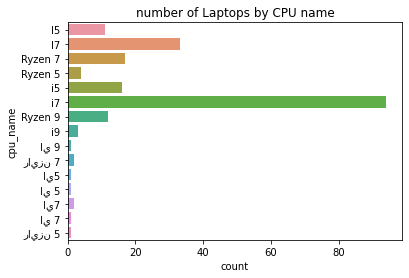 number of Laptops by CPU name
cpu_name
I5
I7
Ryzen 7
Ryzen 5
i5
i7
Ryzen 9
i9
اي 9
رايزن 7
اي5
اي 5
اي7
اي 7
رايزن 5
0 20 40 60 80
count